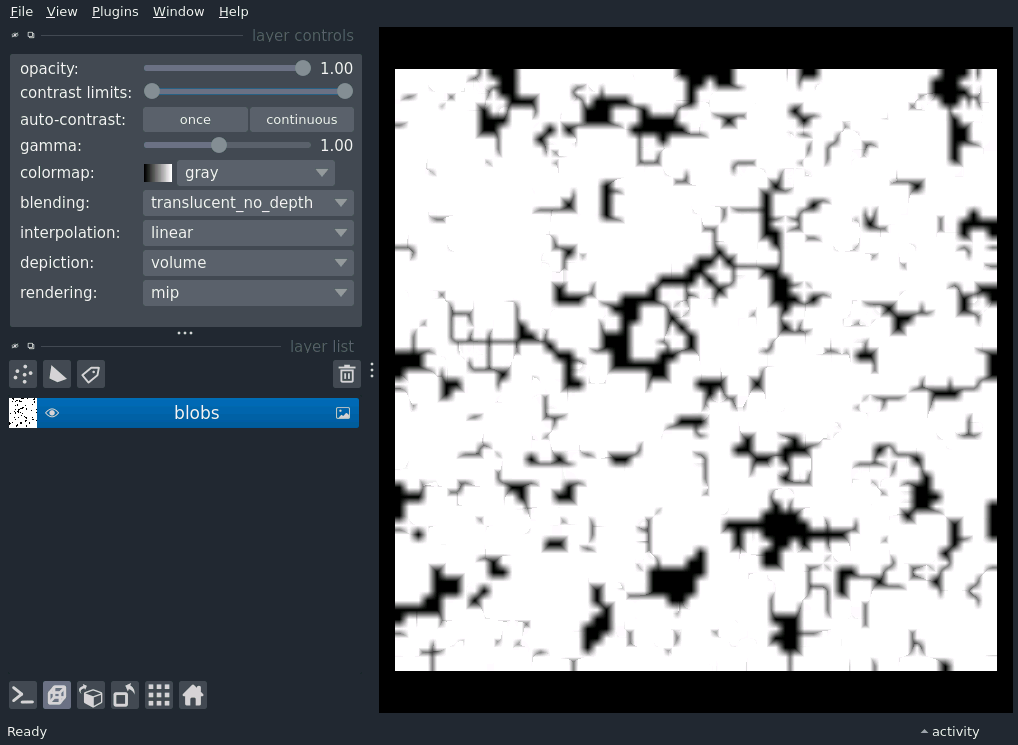 File View Plugins Window Help
layer controls
opacity: 1.00
contrast limits:
auto-contrast: once continuous
gamma: 1.00
colormap: gray
blending: translucent_no_depth
interpolation: linear
depiction: volume
rendering: mip
layer list
blobs
Ready activity